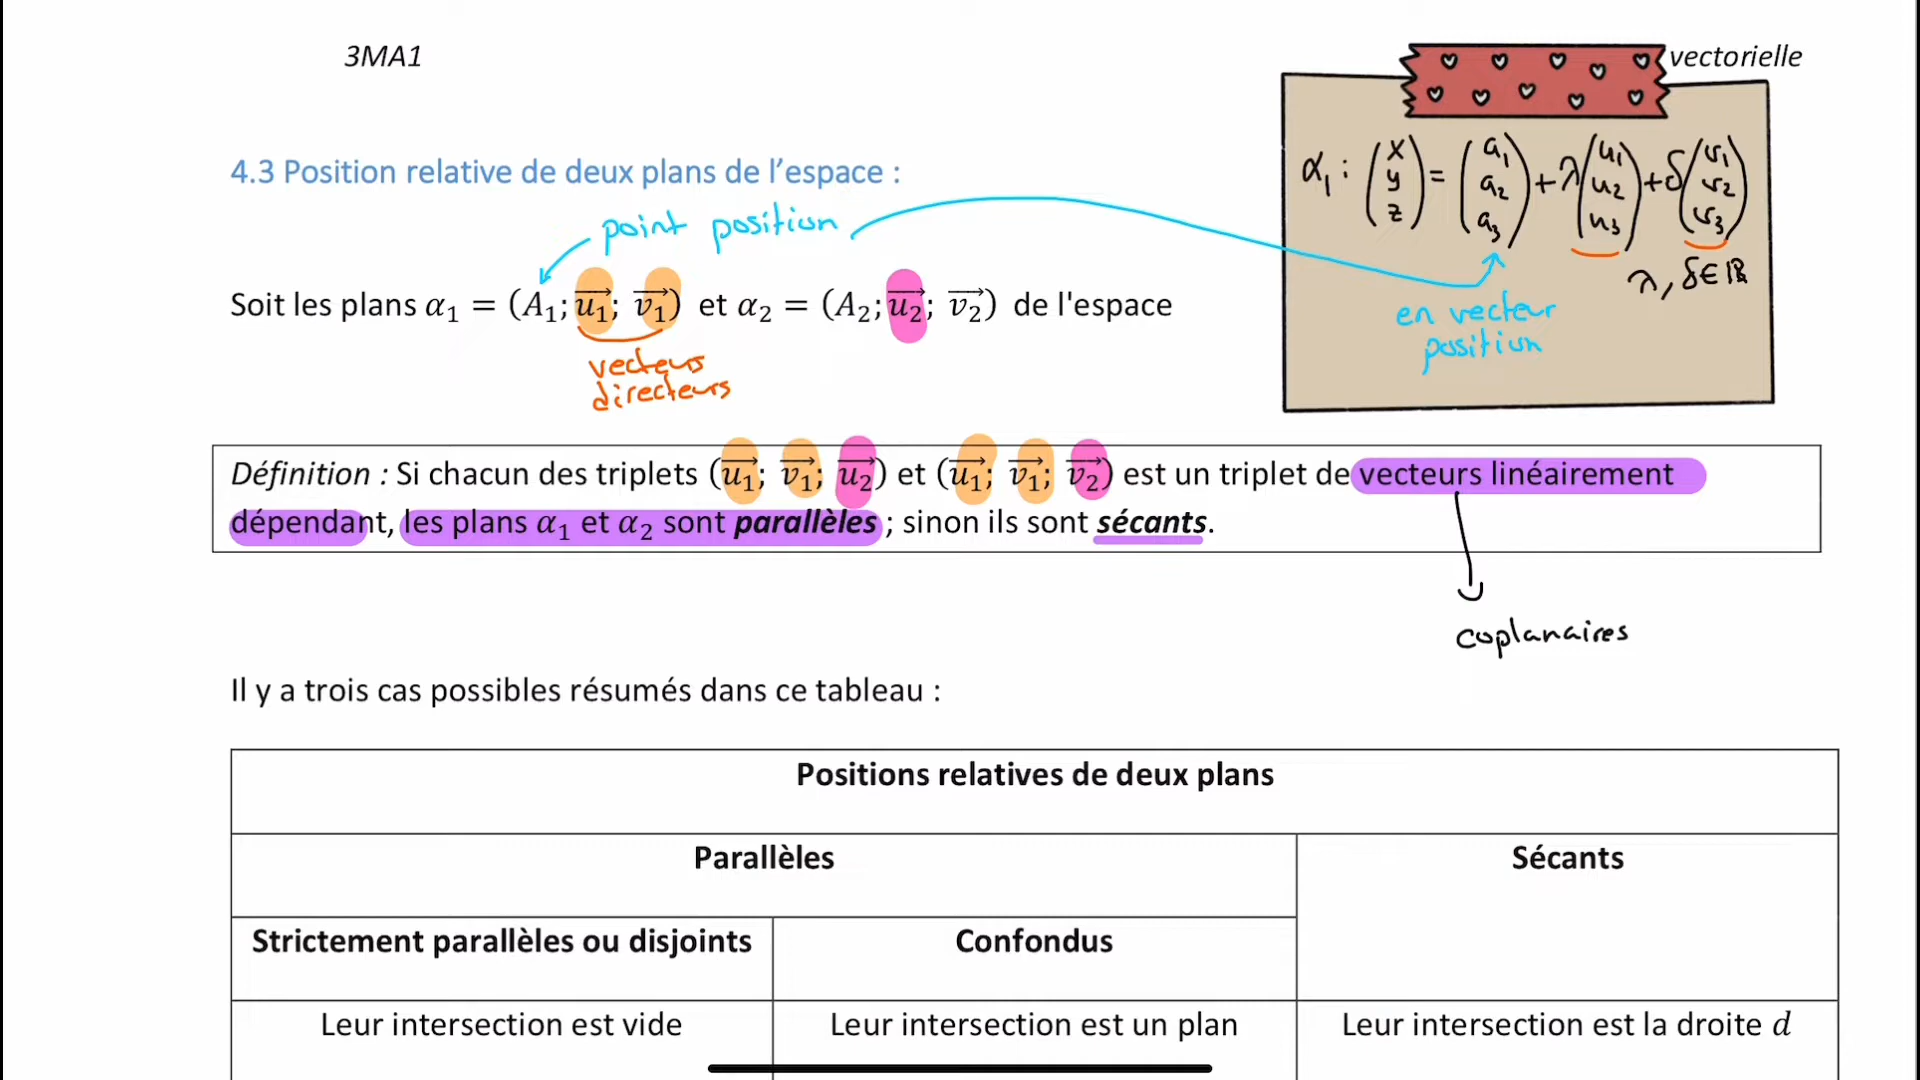 3MA1
vectorielle
α₁ : (x y z) = (a₁ a₂ a₃) + λ(u₁ u₂ u₃) + δ(v₁ v₂ v₃)
λ, δ ∈ ℝ
en vecteur
position
4.3 Position relative de deux plans de l’espace :
point position
Soit les plans α₁ = (A₁; u₁⃗; v₁⃗) et α₂ = (A₂; u₂⃗; v₂⃗) de l'espace
vecteurs
directeurs
Définition : Si chacun des triplets (u₁⃗; v₁⃗; u₂⃗) et (u₁⃗; v₁⃗; v₂⃗) est un triplet de vecteurs linéairement
dépendant, les plans α₁ et α₂ sont parallèles ; sinon ils sont sécants.
coplanaires
Il y a trois cas possibles résumés dans ce tableau :
Positions relatives de deux plans
Parallèles
Sécants
Strictement parallèles ou disjoints
Confondus
Leur intersection est vide
Leur intersection est un plan
Leur intersection est la droite d